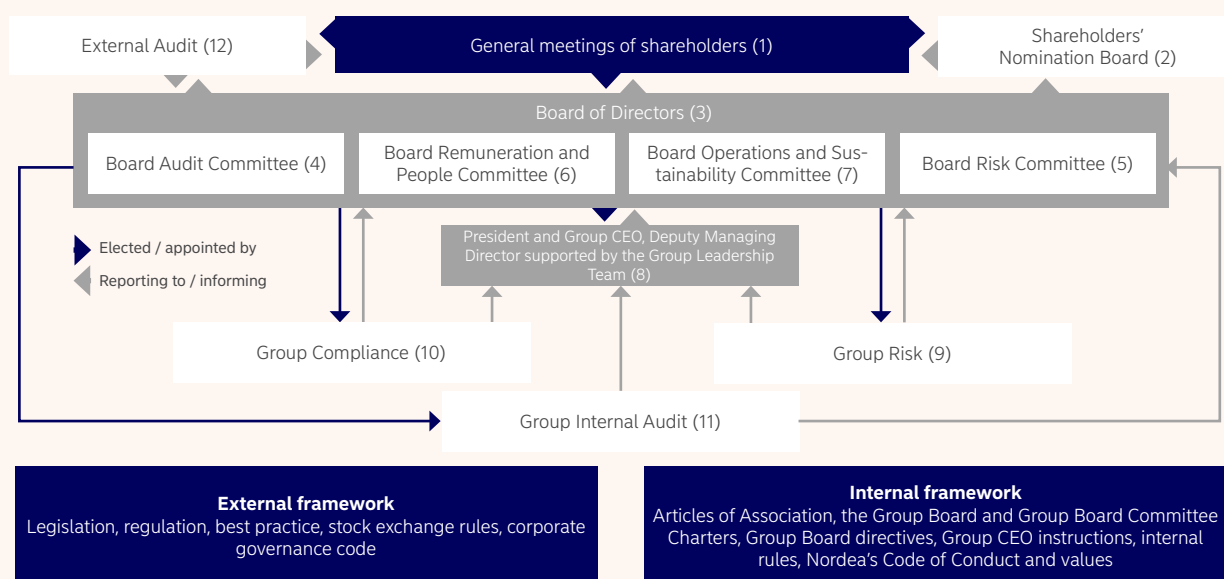 External Audit (12)
General meetings of shareholders (1)
Shareholders’
Nomination Board (2)
Board of Directors (3)
Board Audit Committee (4)
Board Remuneration and
People Committee (6)
Board Operations and Sus-
tainability Committee (7)
Board Risk Committee (5)
Elected / appointed by
Reporting to / informing
President and Group CEO, Deputy Managing
Director supported by the Group Leadership
Team (8)
Group Compliance (10)
Group Risk (9)
Group Internal Audit (11)
External framework
Legislation, regulation, best practice, stock exchange rules, corporate
governance code
Internal framework
Articles of Association, the Group Board and Group Board Committee
Charters, Group Board directives, Group CEO instructions, internal
rules, Nordea’s Code of Conduct and values